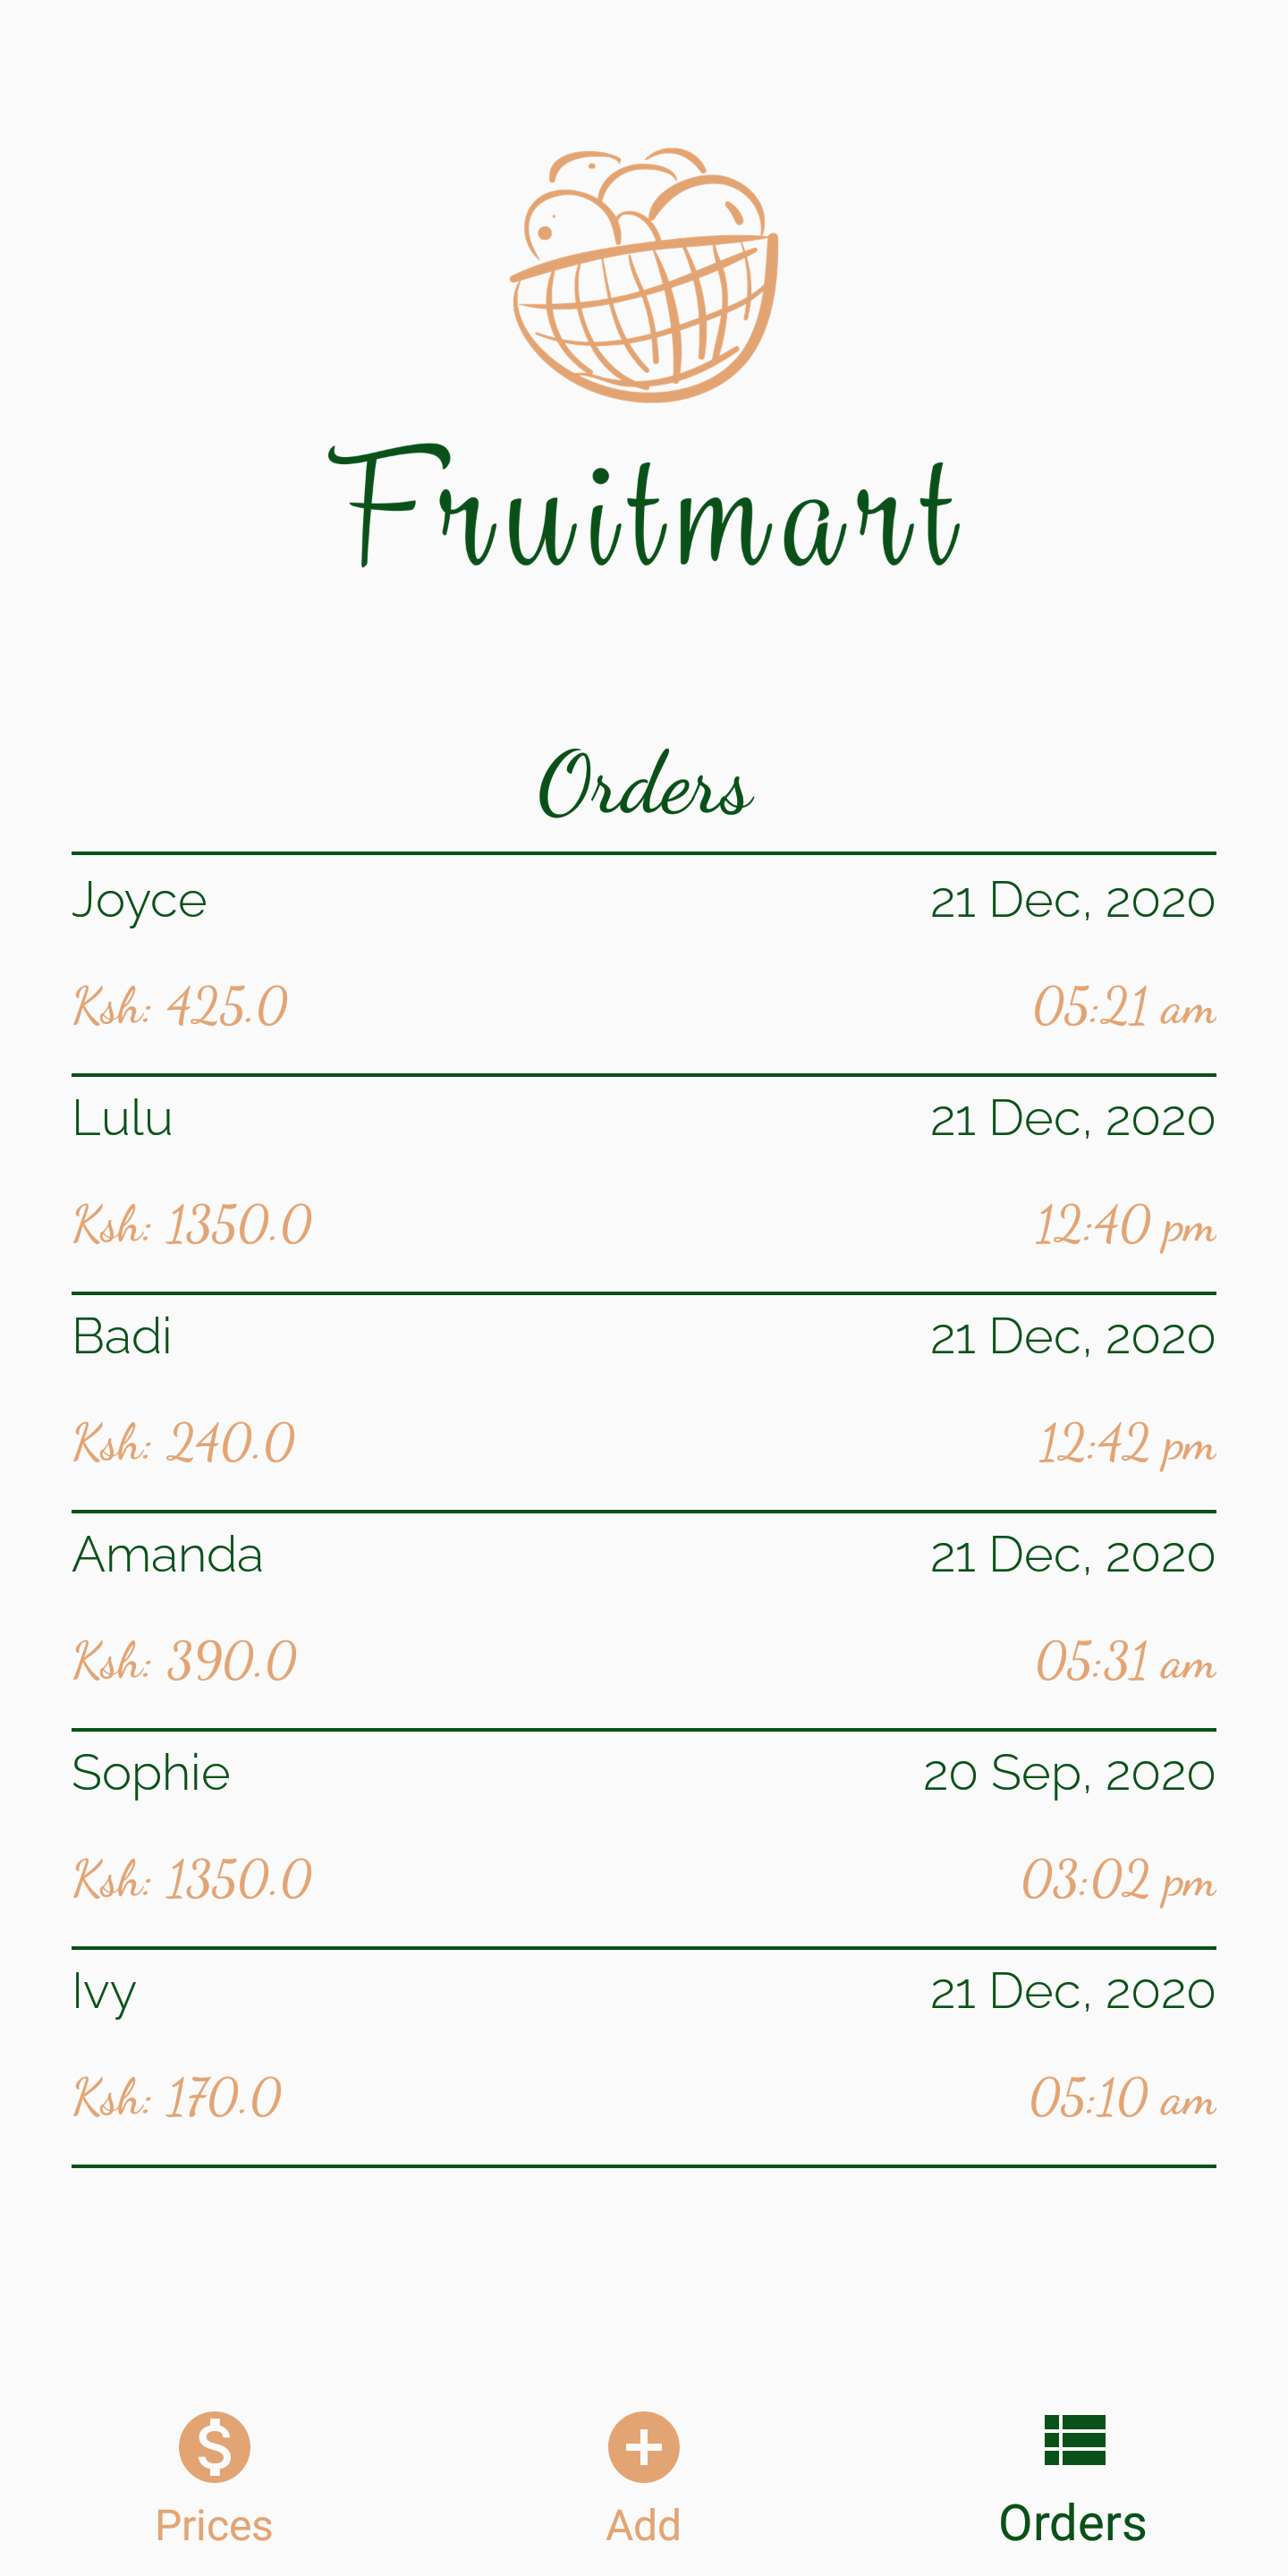 Fruitmart
Orders
Joyce 21 Dec, 2020
Ksh: 425.0 05:21 am
Lulu 21 Dec, 2020
Ksh: 1350.0 12:40 pm
Badi 21 Dec, 2020
Ksh: 240.0 12:42 pm
Amanda 21 Dec, 2020
Ksh: 390.0 05:31 am
Sophie 20 Sep, 2020
Ksh: 1350.0 03:02 pm
Ivy 21 Dec, 2020
Ksh: 170.0 05:10 am
Prices Add Orders